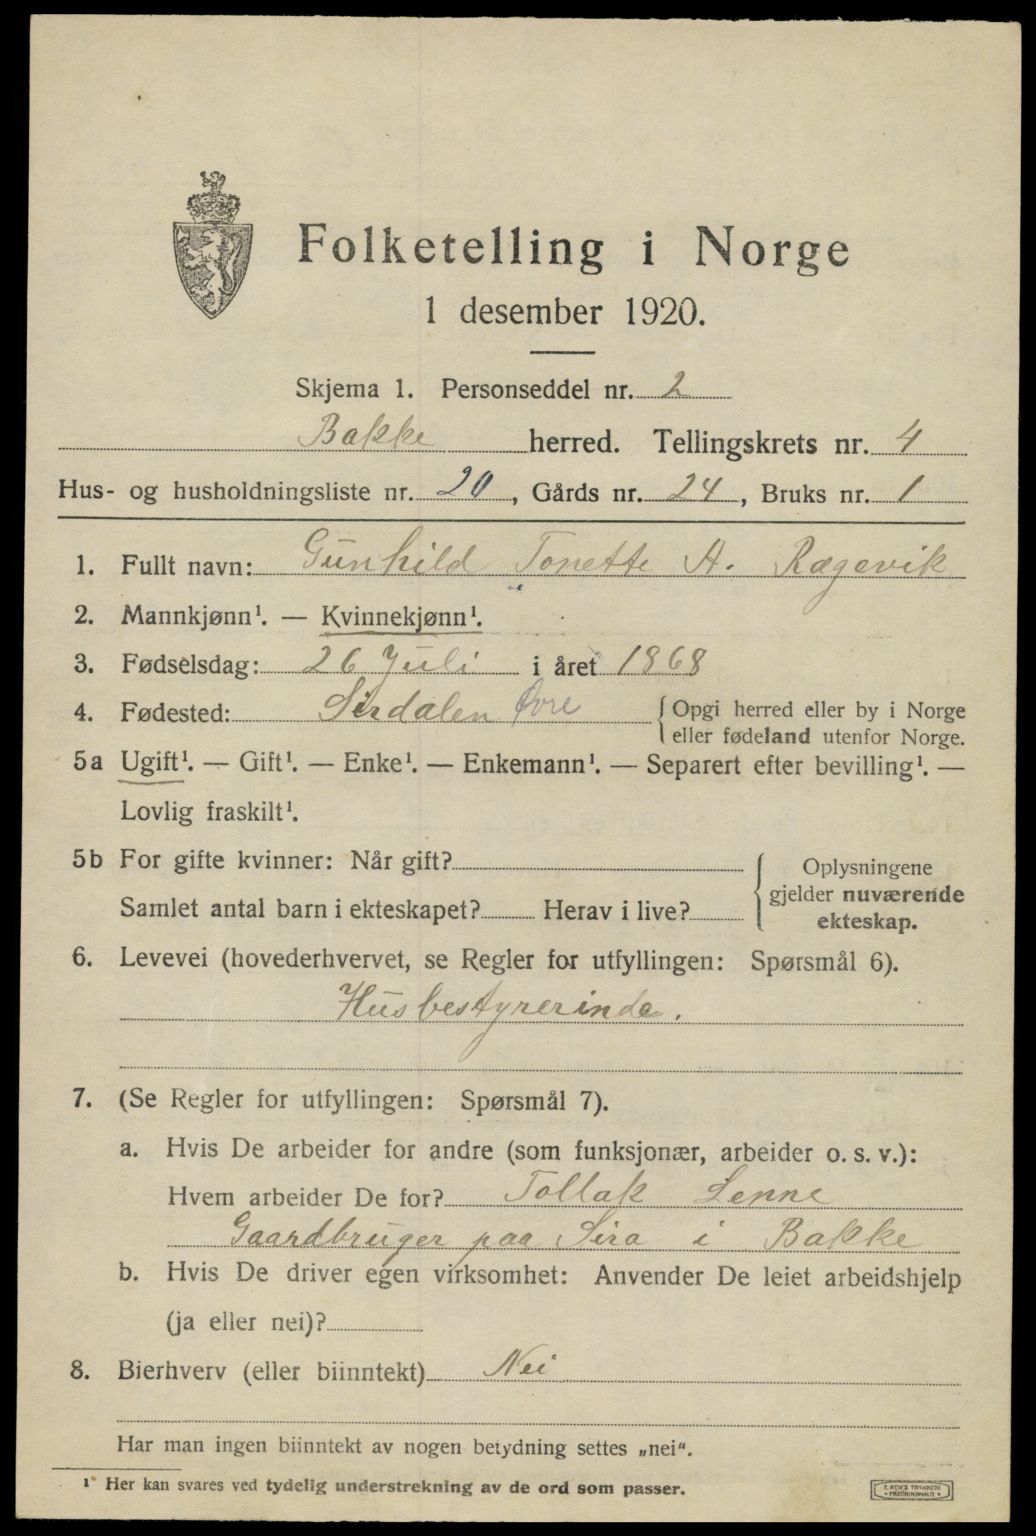 Folketelling i Norge
1 desember 1920.
Skjema 1. Personseddel nr. 2
Bakke herred. Tellingskrets nr. 4
Hus- og husholdningsliste nr. 20, Gårds nr. 24, Bruks nr. 1
1. Fullt navn: Gunhild Tonette A. Rægevik
2. Mannkjønn¹. — Kvinnekjønn¹.
3. Fødselsdag: 26 Juli i året 1868
4. Fødested: Sirdalen Øvre { Opgi herred eller by i Norge
eller fødeland utenfor Norge.
5a Ugift¹. — Gift¹. — Enke¹. — Enkemann¹. — Separert efter bevilling¹. —
Lovlig fraskilt¹.
5b For gifte kvinner: Når gift?
Samlet antal barn i ekteskapet? Herav i live?
Oplysningene
gjelder nuværende
ekteskap.
6. Levevei (hovederhvervet, se Regler for utfyllingen: Spørsmål 6).
Husbestyrerinde.
7. (Se Regler for utfyllingen: Spørsmål 7).
a. Hvis De arbeider for andre (som funksjonær, arbeider o. s. v.):
Hvem arbeider De for? Tollak Lenne
Gaardbruger paa Sira i Bakke
b. Hvis De driver egen virksomhet: Anvender De leiet arbeidshjelp
(ja eller nei)?
8. Bierhverv (eller biinntekt) Nei
Har man ingen biinntekt av nogen betydning settes „nei".
1) Her kan svares ved tydelig understrekning av de ord som passer.